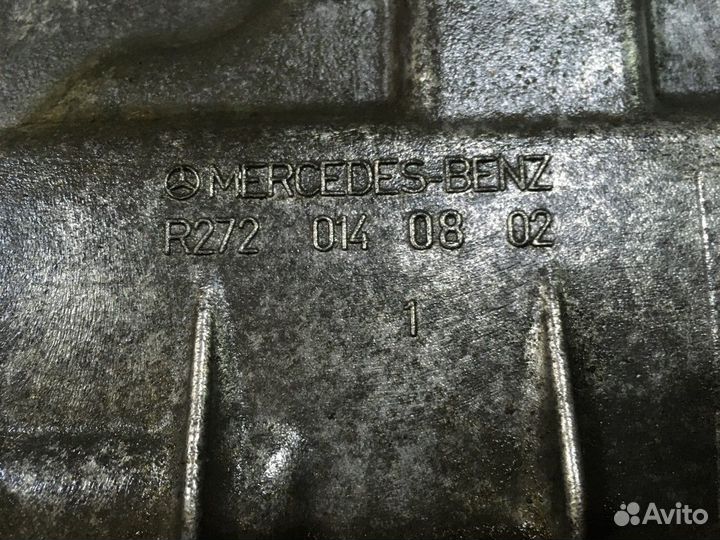 MERCEDES-BENZ
R272 014 08 02
1
Avito